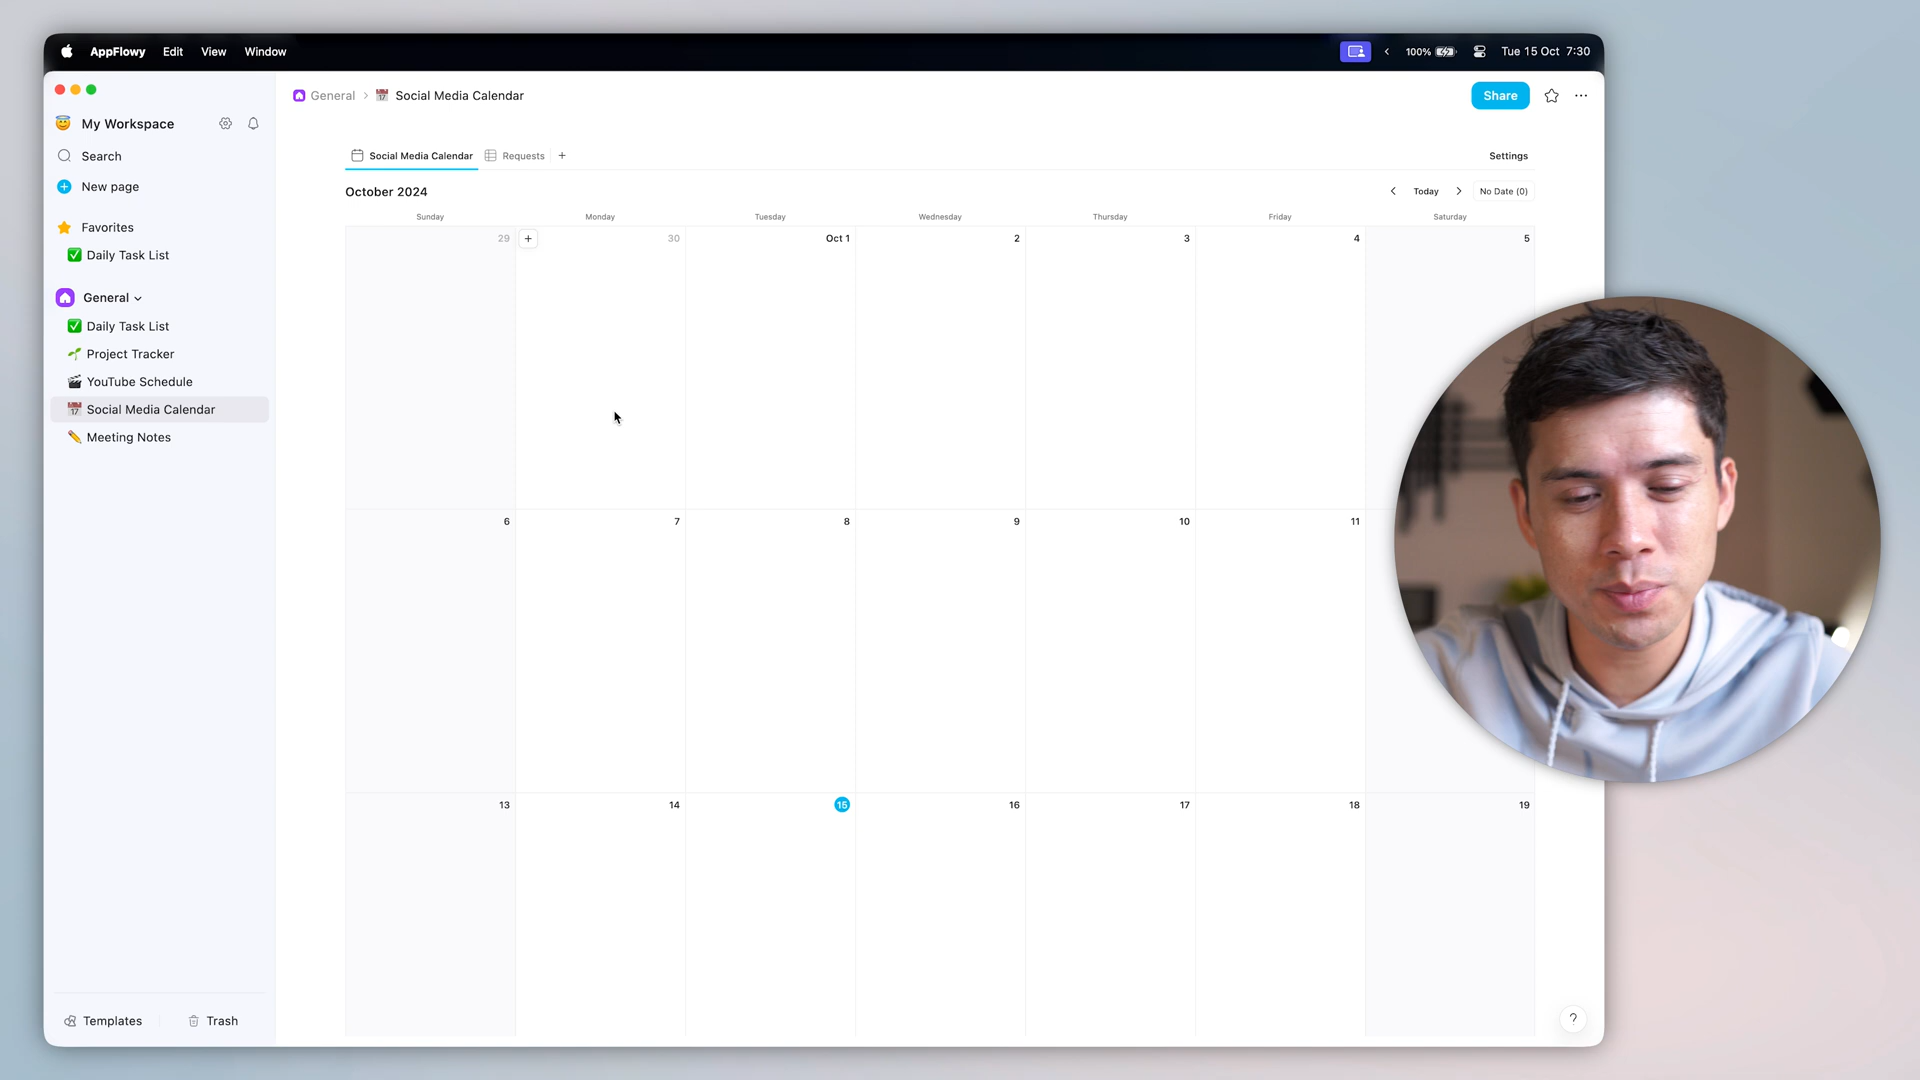 AppFlowy Edit View Window 100% Tue 15 Oct 7:30
My Workspace
Search
New page
Favorites
Daily Task List
General
Daily Task List
Project Tracker
YouTube Schedule
Social Media Calendar
Meeting Notes
Templates Trash
General > Social Media Calendar
Share
Social Media Calendar Requests +
Settings
October 2024
< Today > No Date (0)
Sunday Monday Tuesday Wednesday Thursday Friday Saturday
29 + 30 Oct 1 2 3 4 5
6 7 8 9 10 11
13 14 15 16 17 18 19
?